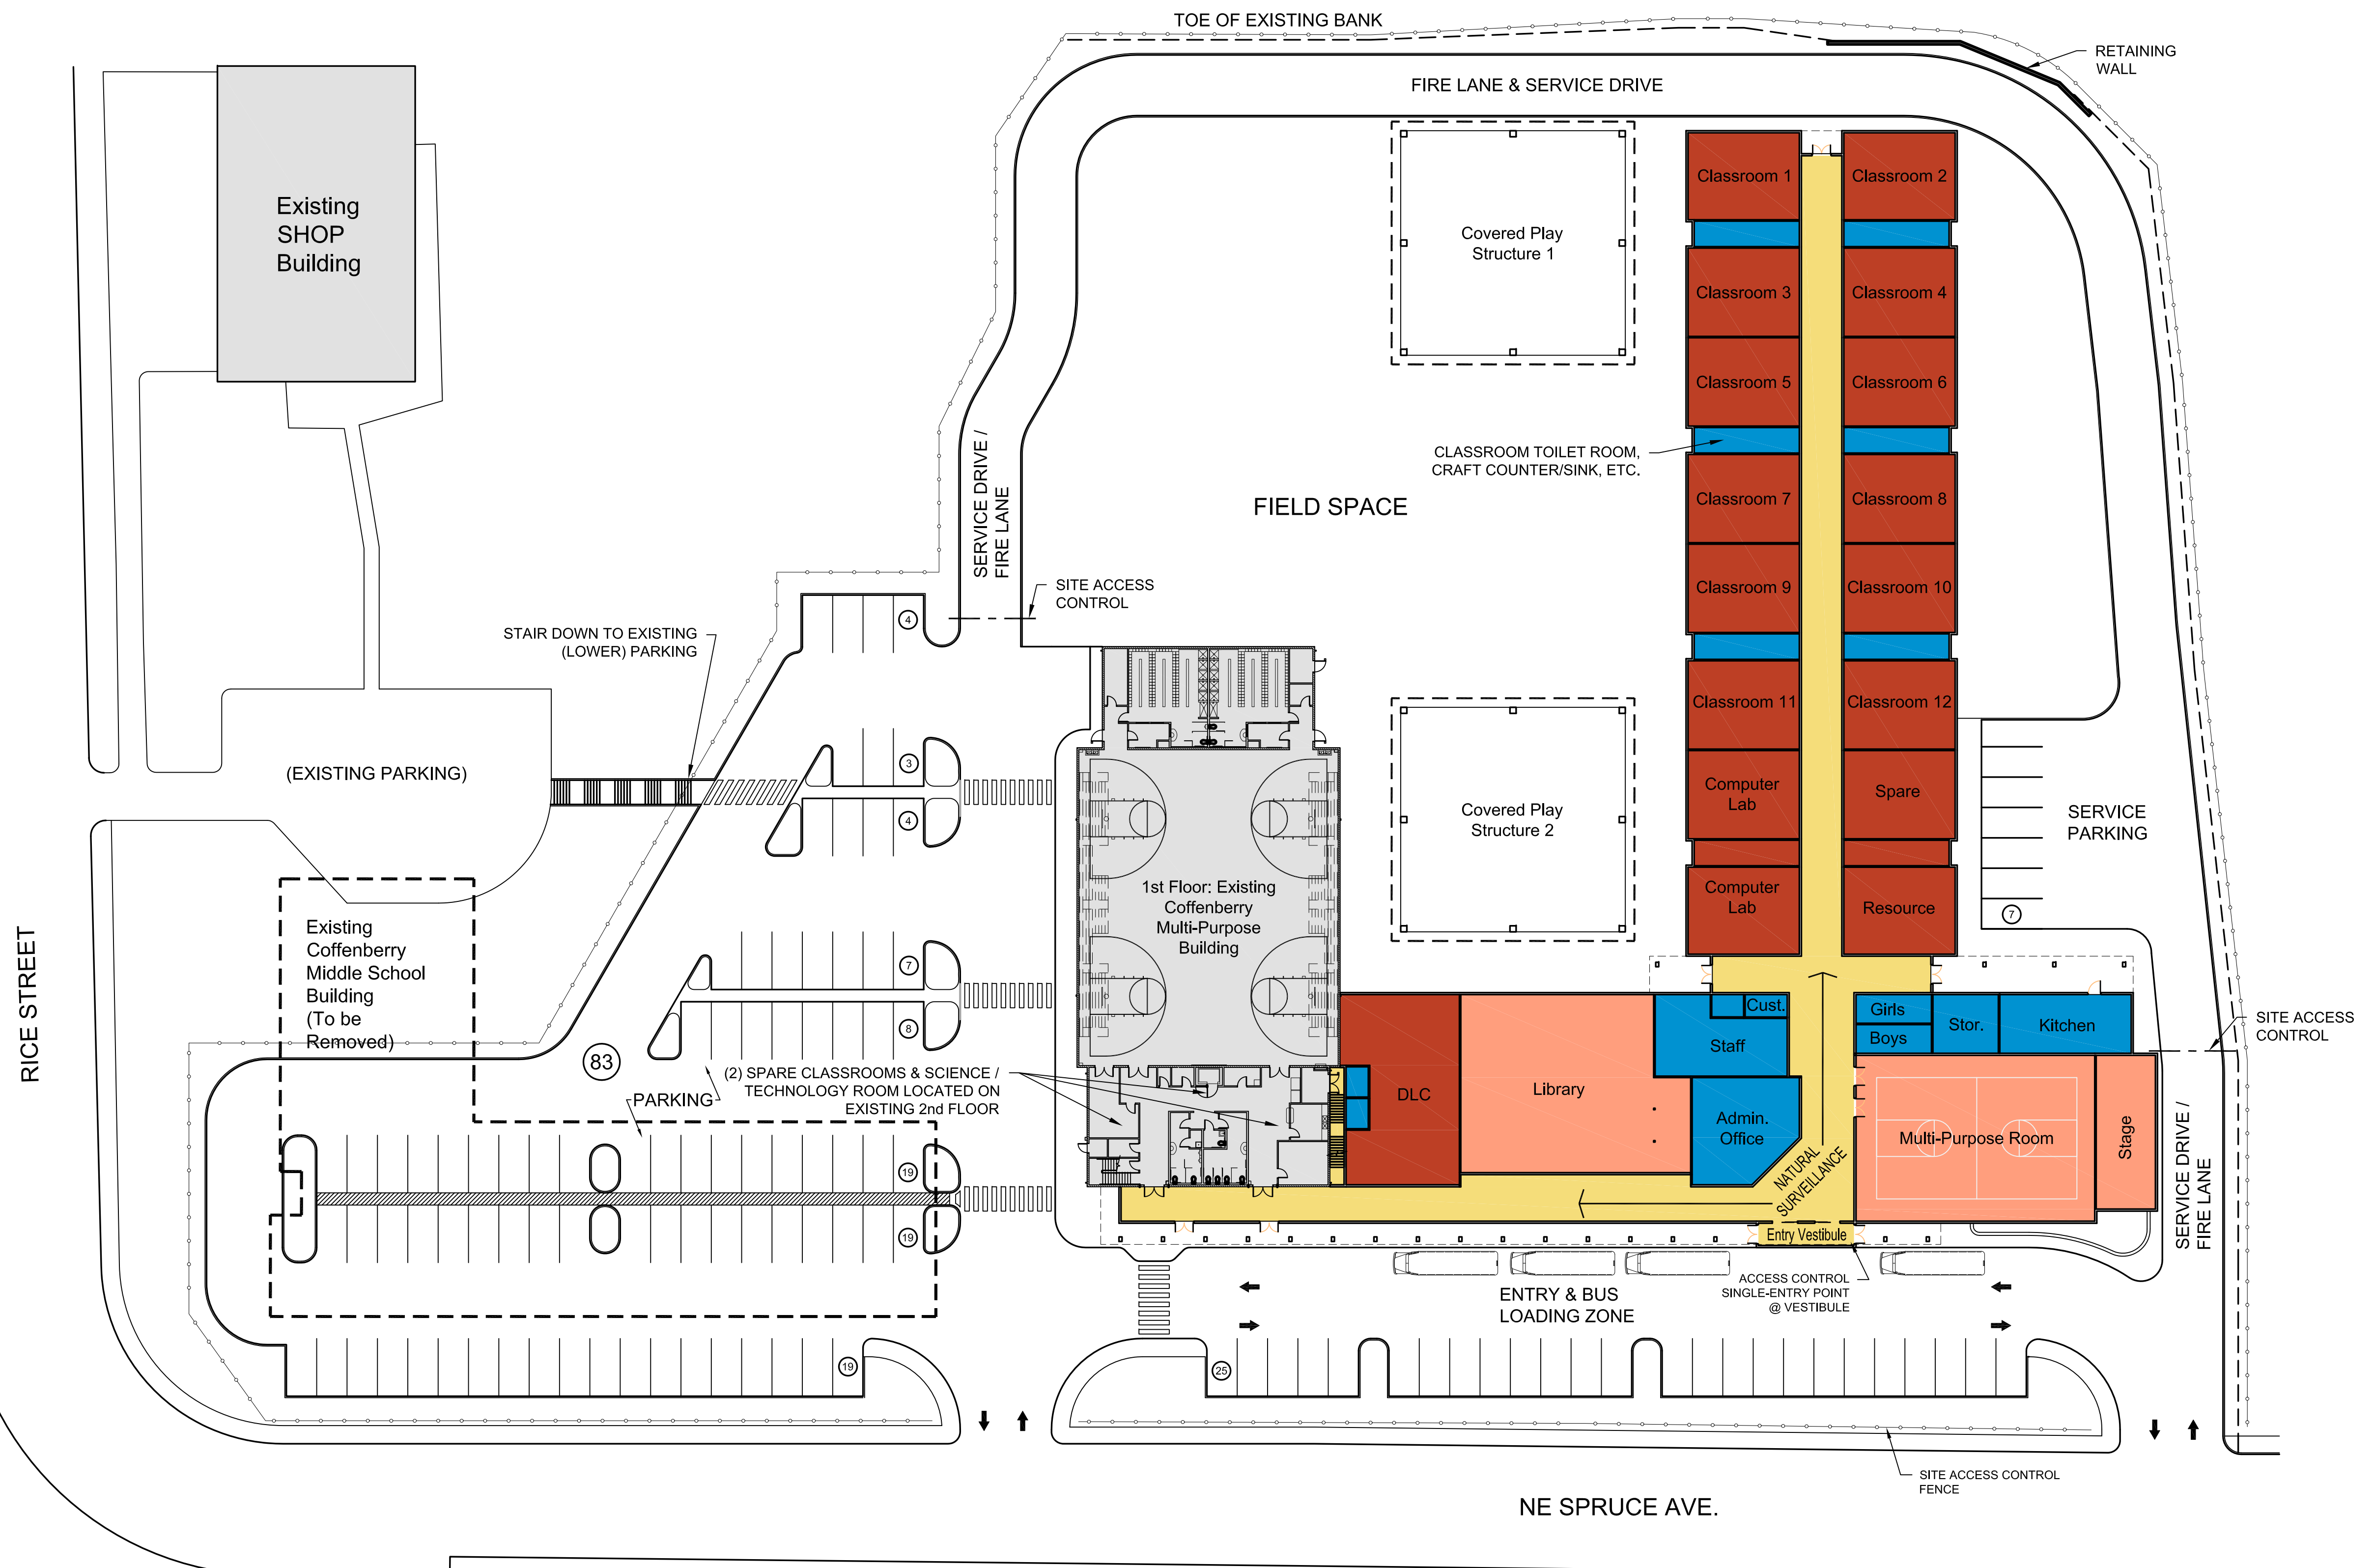 TOE OF EXISTING BANK
RETAINING
WALL
FIRE LANE & SERVICE DRIVE
Existing
SHOP
Building
Classroom 1
Classroom 2
Covered Play
Structure 1
Classroom 3
Classroom 4
Classroom 5
Classroom 6
CLASSROOM TOILET ROOM,
CRAFT COUNTER/SINK, ETC.
SERVICE DRIVE /
FIRE LANE
FIELD SPACE
Classroom 7
Classroom 8
Classroom 9
Classroom 10
SITE ACCESS
CONTROL
4
STAIR DOWN TO EXISTING
(LOWER) PARKING
Classroom 11
Classroom 12
(EXISTING PARKING)
3
4
Computer
Lab
Spare
Covered Play
Structure 2
SERVICE
PARKING
1st Floor: Existing
Coffenberry
Multi-Purpose
Building
Computer
Lab
Resource
7
RICE STREET
Existing
Coffenberry
Middle School
Building
(To be
Removed)
7
8
83
Cust.
Staff
Girls
Boys
Stor.
Kitchen
SITE ACCESS
CONTROL
(2) SPARE CLASSROOMS & SCIENCE /
TECHNOLOGY ROOM LOCATED ON
EXISTING 2nd FLOOR
PARKING
DLC
Library
Admin.
Office
Multi-Purpose Room
Stage
NATURAL
SURVEILLANCE
SERVICE DRIVE /
FIRE LANE
19
19
Entry Vestibule
ACCESS CONTROL
SINGLE-ENTRY POINT
@ VESTIBULE
ENTRY & BUS
LOADING ZONE
19
25
SITE ACCESS CONTROL
FENCE
NE SPRUCE AVE.